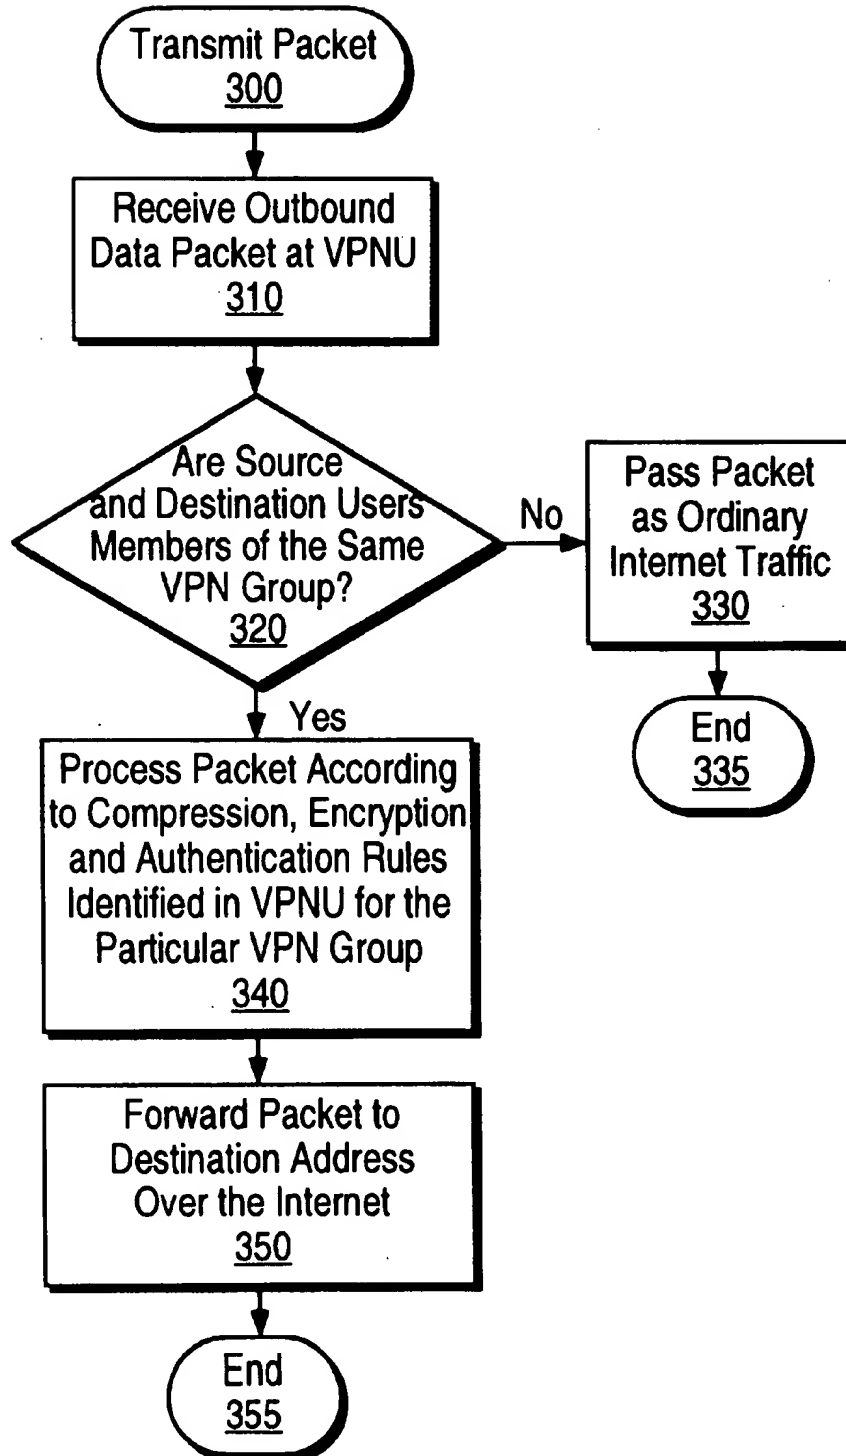 Transmit Packet
300
Receive Outbound
Data Packet at VPNU
310
Are Source
and Destination Users
Members of the Same
VPN Group?
320
No
Pass Packet
as Ordinary
Internet Traffic
330
End
335
Yes
Process Packet According
to Compression, Encryption
and Authentication Rules
Identified in VPNU for the
Particular VPN Group
340
Forward Packet to
Destination Address
Over the Internet
350
End
355